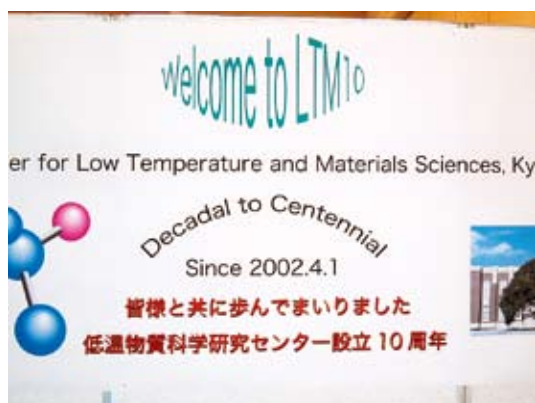 Welcome to LTM10
er for Low Temperature and Materials Sciences, Ky
Decadal to Centennial
Since 2002.4.1
皆様と共に歩んでまいりました
低温物質科学研究センター設立10周年